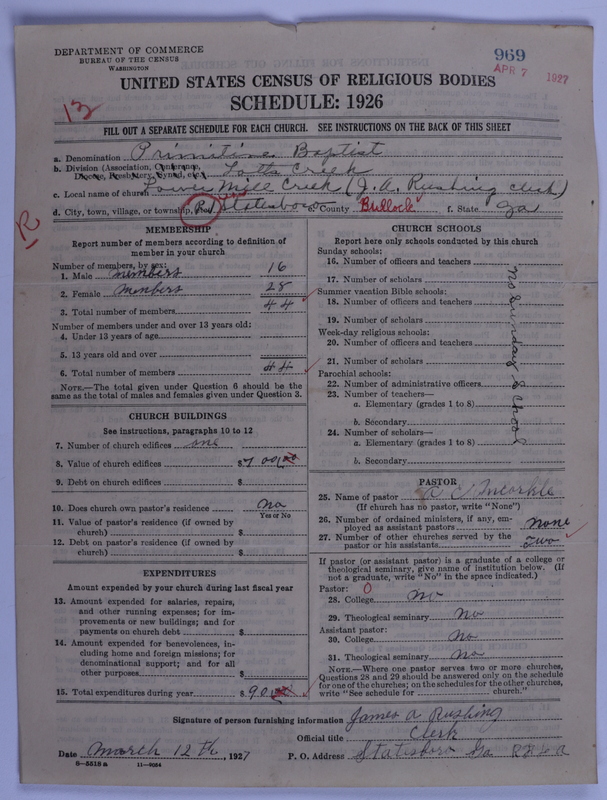 DEPARTMENT OF COMMERCE
BUREAU OF THE CENSUS
WASHINGTON
969
APR 7 1927
UNITED STATES CENSUS OF RELIGIOUS BODIES
SCHEDULE: 1926
13
FILL OUT A SEPARATE SCHEDULE FOR EACH CHURCH. SEE INSTRUCTIONS ON THE BACK OF THIS SHEET
a. Denomination Primitive Baptist
b. Division (Association, Conference, Diocese, Presbytery, Synod, etc.) Lotts Creek
c. Local name of church Lower Mill Creek (J. A. Rushing clerk)
d. City, town, village, or township, Statesboro e. County Bullock f. State Ga
R
MEMBERSHIP
Report number of members according to definition of member in your church
Number of members, by sex:
1. Male members 16
2. Female members 28
3. Total number of members 44
Number of members under and over 13 years old:
4. Under 13 years of age
5. 13 years old and over
6. Total number of members 44
NOTE.—The total given under Question 6 should be
same as the total of males and females given under Question 3.
CHURCH BUILDINGS
See instructions, paragraphs 10 to 12
7. Number of church edifices one
8. Value of church edifices $
9. Debt on church edifices $
10. Does church own pastor's residence? no
Yes or No
11. Value of pastor's residence (if owned by
church) $
12. Debt on pastor's residence (if owned by
church) $
EXPENDITURES
Amount expended by your church during last fiscal year
13. Amount expended for salaries, repairs,
and other running expenses; for im-
provements or new buildings; and for
payments on church debt $
14. Amount expended for benevolences, in-
cluding home and foreign missions; for
denominational support; and for all
other purposes $
15. Total expenditures during year $ 90
CHURCH SCHOOLS
Report here only schools conducted by this church
Sunday schools:
16. Number of officers and teachers
17. Number of scholars
Summer vacation Bible schools:
18. Number of officers and teachers
19. Number of scholars
Week-day religious schools:
20. Number of officers and teachers
21. Number of scholars
Parochial schools:
22. Number of administrative officers
23. Number of teachers—
a. Elementary (grades 1 to 8)
b. Secondary
24. Number of scholars—
a. Elementary (grades 1 to 8)
b. Secondary
no Sunday School
PASTOR
25. Name of pastor
(If church has no pastor, write "None")
26. Number of ordained ministers, if any, em-
ployed as assistant pastors none
27. Number of other churches served by the
pastor or his assistants Two
If pastor (or assistant pastor) is a graduate of a college or
theological seminary, give name of institution below. (If
not a graduate, write "No" in the space indicated.)
Pastor: 0
28. College no
29. Theological seminary no
Assistant pastor:
30. College no
31. Theological seminary no
NOTE.—Where one pastor serves two or more churches,
Questions 28 and 29 should be answered only on the schedule
for one of the churches; on the schedules for the other churches,
write "See schedule for church."
Signature of person furnishing information James A Rushing
Official title Clerk
Date March 12th, 1927 P. O. Address Statesboro Ga
8—5518 a 11—9054